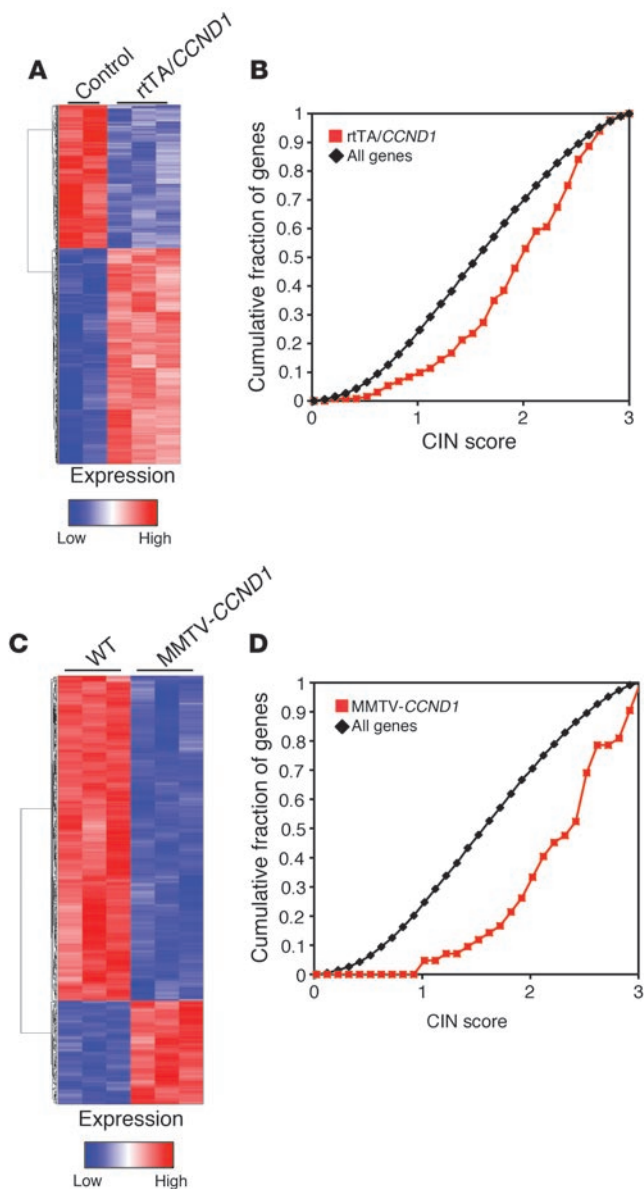 A
Control
rtTA/CCND1
Expression
Low High
B
1
0.9
0.8
0.7
0.6
0.5
0.4
0.3
0.2
0.1
0
rtTA/CCND1
All genes
Cumulative fraction of genes
0 1 2 3
CIN score
C
WT
MMTV-CCND1
Expression
Low High
D
1
0.9
0.8
0.7
0.6
0.5
0.4
0.3
0.2
0.1
0
MMTV-CCND1
All genes
Cumulative fraction of genes
0 1 2 3
CIN score